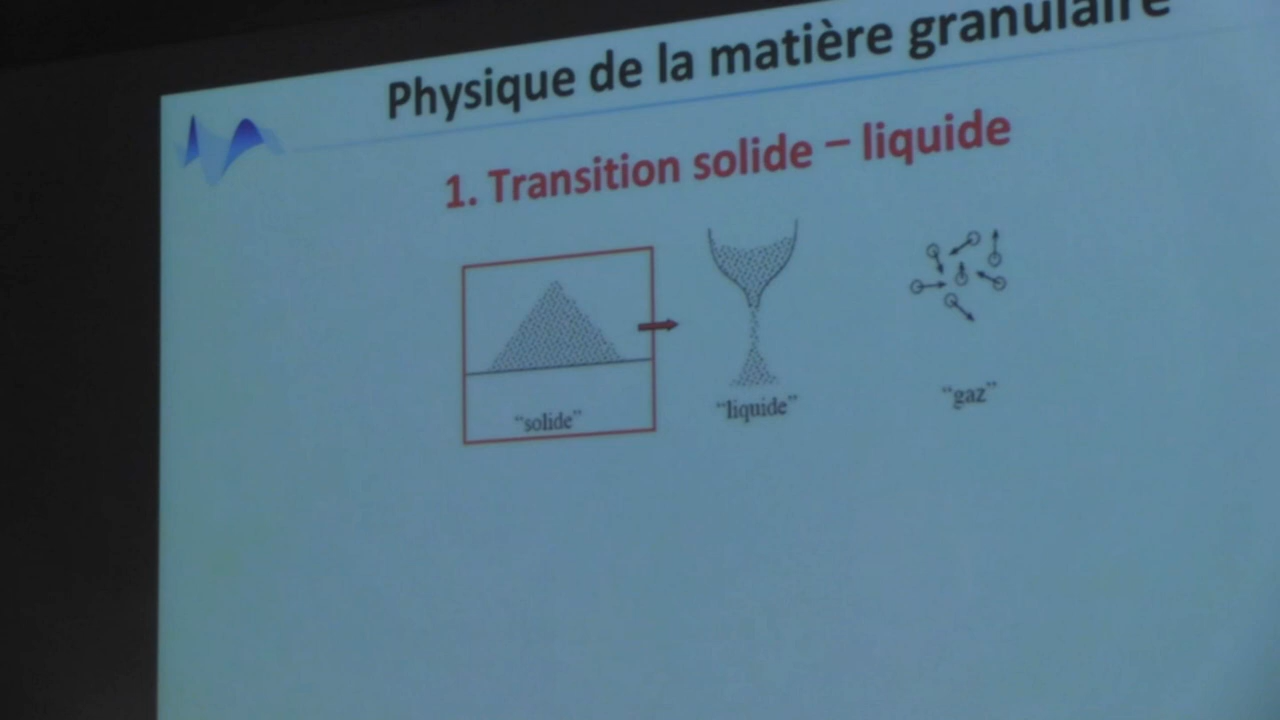 Physique de la matière granulaire
1. Transition solide – liquide
“solide”
“liquide”
“gaz”